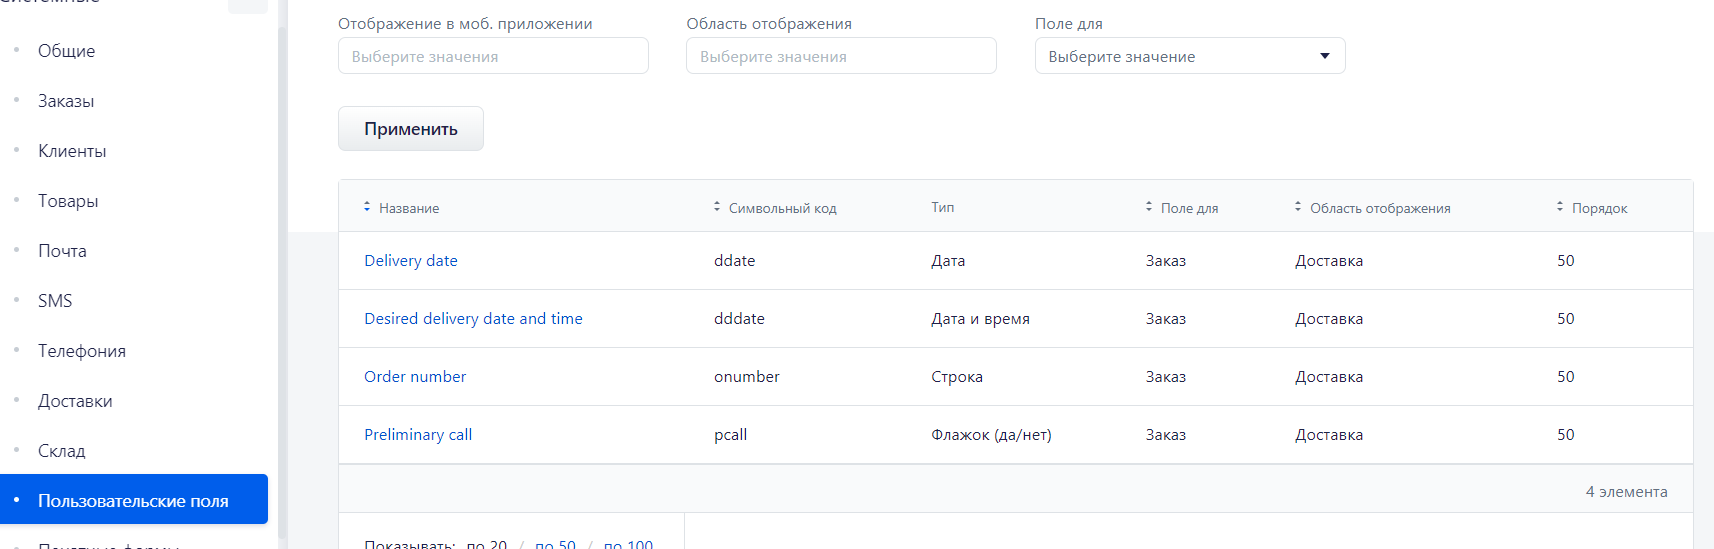 Системные
Общие
Заказы
Клиенты
Товары
Почта
SMS
Телефония
Доставки
Склад
Пользовательские поля
Печатные формы
Отображение в моб. приложении Область отображения Поле для
Выберите значения Выберите значения Выберите значение
Применить
Название Символьный код Тип Поле для Область отображения Порядок
Delivery date ddate Дата Заказ Доставка 50
Desired delivery date and time dddate Дата и время Заказ Доставка 50
Order number onumber Строка Заказ Доставка 50
Preliminary call pcall Флажок (да/нет) Заказ Доставка 50
4 элемента
Показывать: по 20 / по 50 / по 100